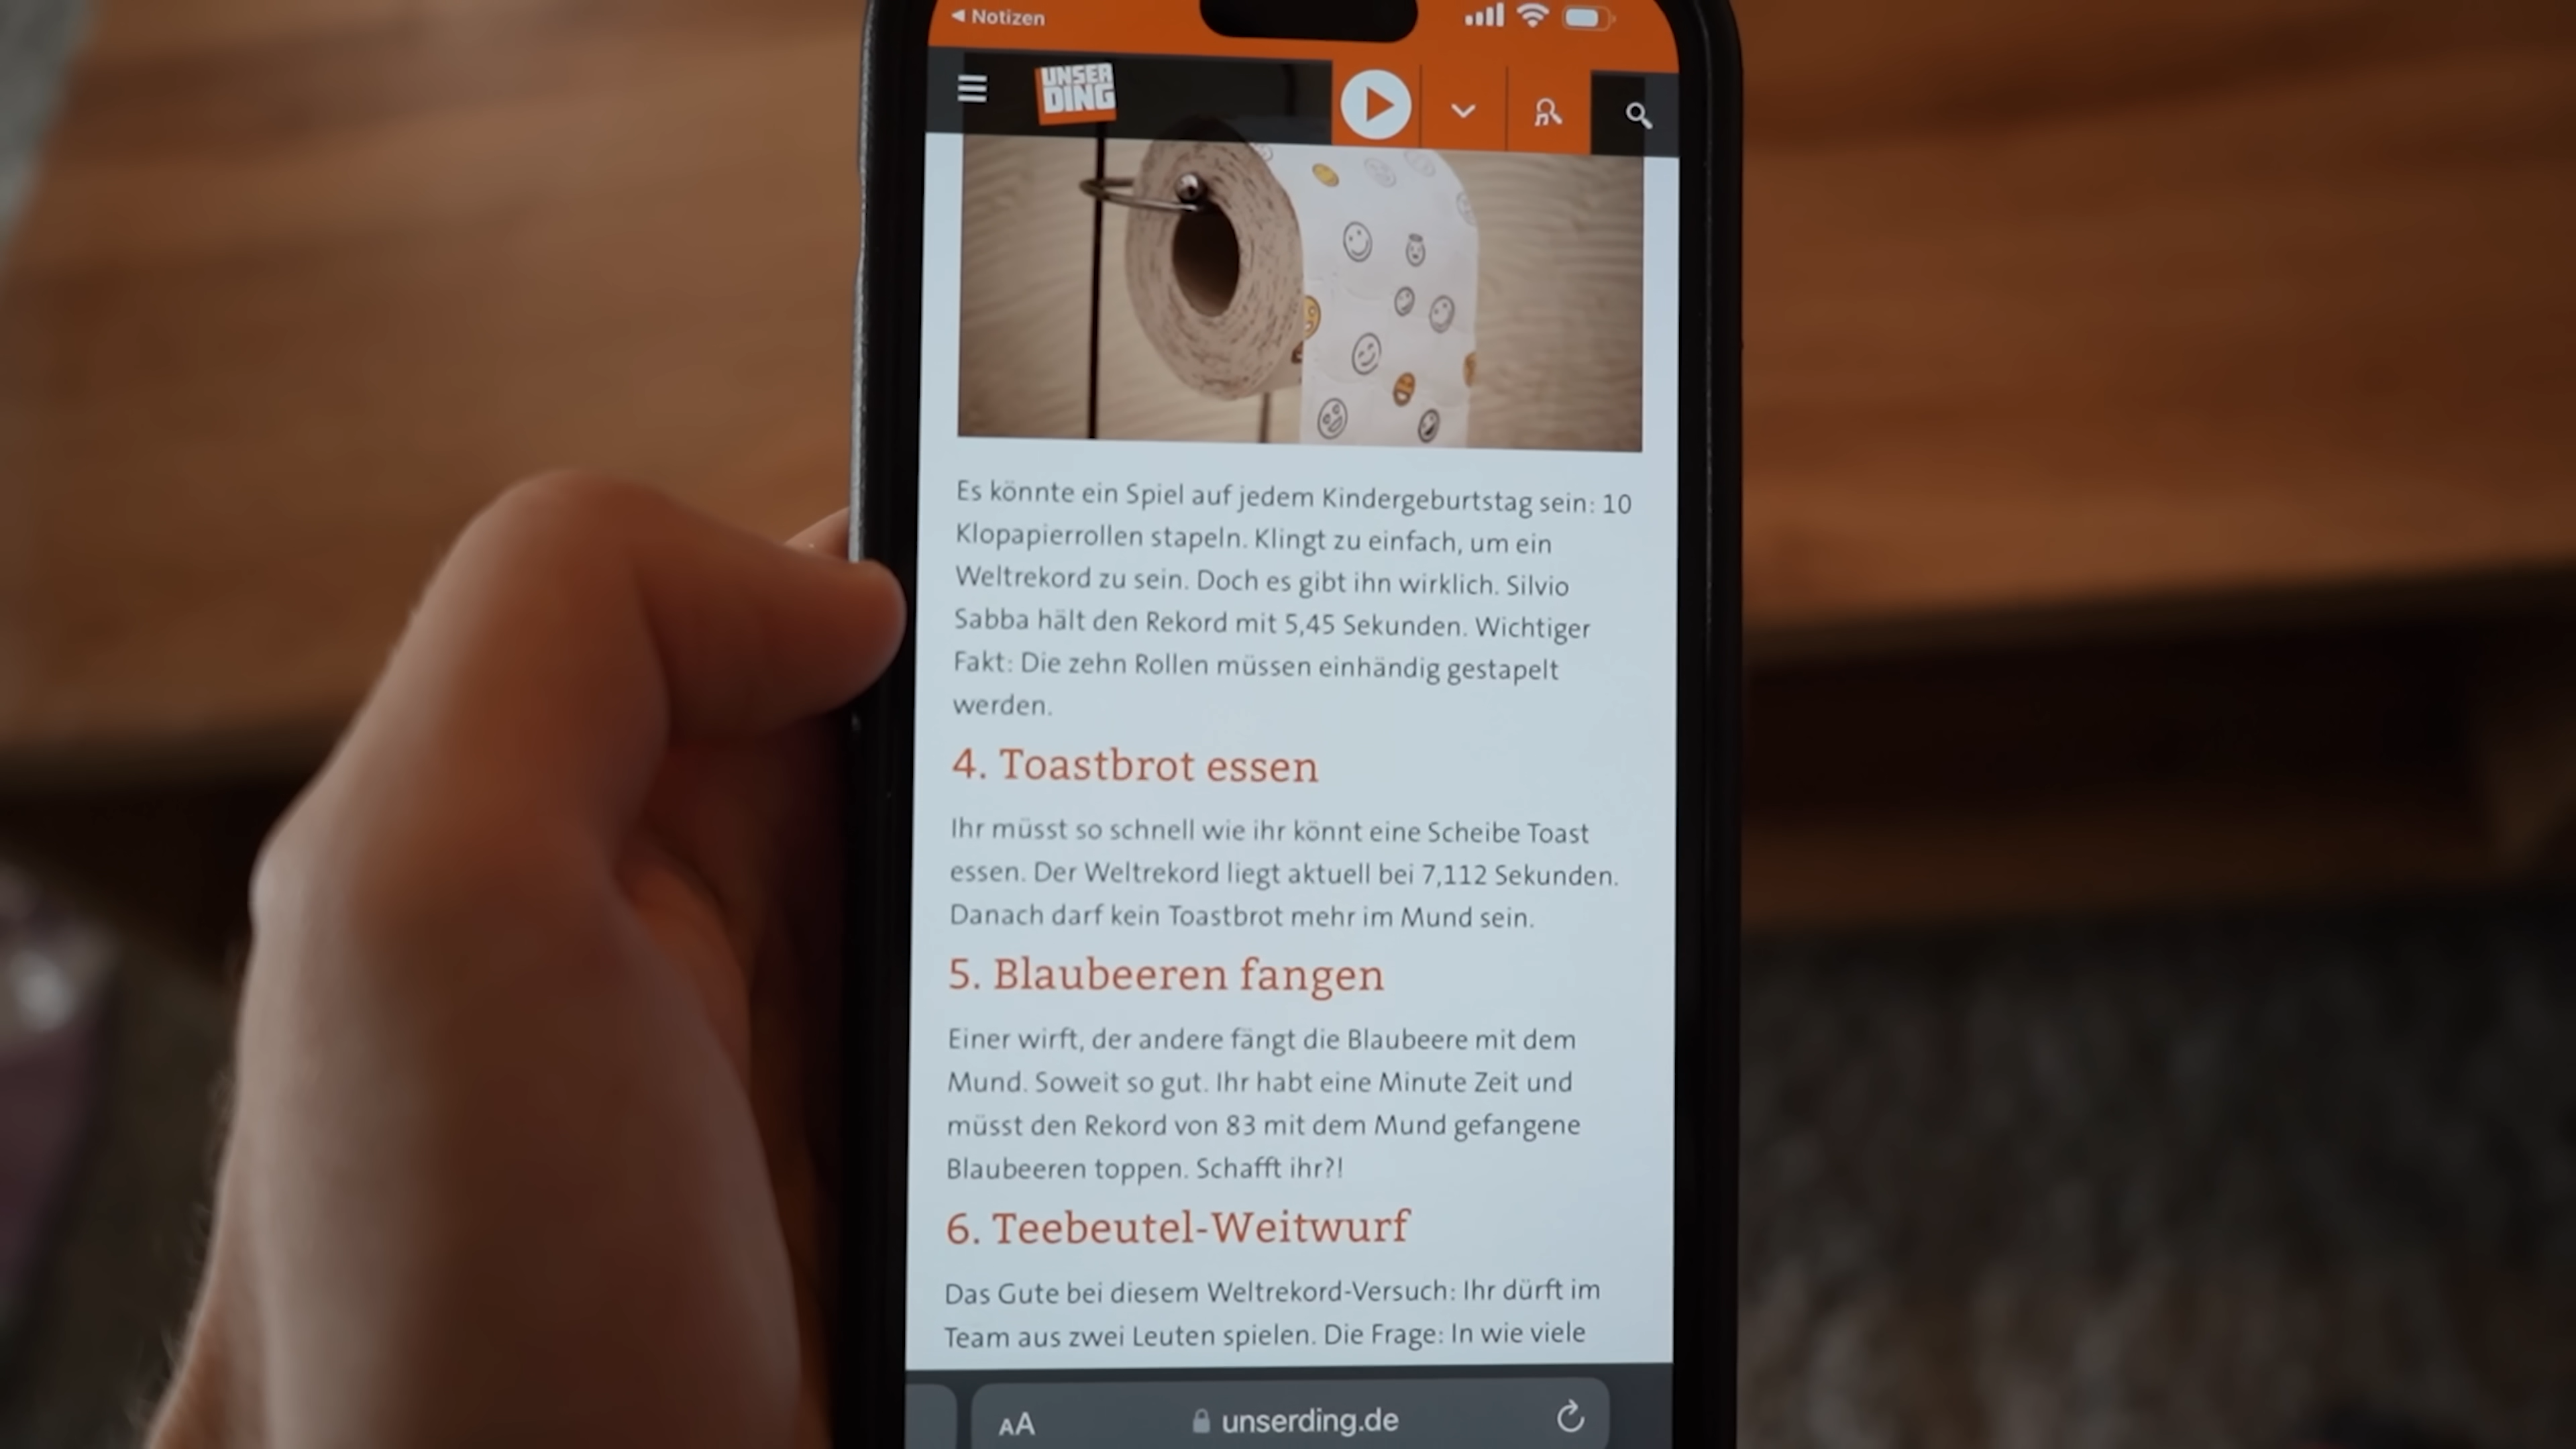 Notizen
UNSER
DING
Es könnte ein Spiel auf jedem Kindergeburtstag sein: 10
Klopapierrollen stapeln. Klingt zu einfach, um ein
Weltrekord zu sein. Doch es gibt ihn wirklich. Silvio
Sabba hält den Rekord mit 5,45 Sekunden. Wichtiger
Fakt: Die zehn Rollen müssen einhändig gestapelt
werden.
4. Toastbrot essen
Ihr müsst so schnell wie ihr könnt eine Scheibe Toast
essen. Der Weltrekord liegt aktuell bei 7,112 Sekunden.
Danach darf kein Toastbrot mehr im Mund sein.
5. Blaubeeren fangen
Einer wirft, der andere fängt die Blaubeere mit dem
Mund. Soweit so gut. Ihr habt eine Minute Zeit und
müsst den Rekord von 83 mit dem Mund gefangene
Blaubeeren toppen. Schafft ihr?!
6. Teebeutel-Weitwurf
Das Gute bei diesem Weltrekord-Versuch: Ihr dürft im
Team aus zwei Leuten spielen. Die Frage: In wie viele
AA unserding.de